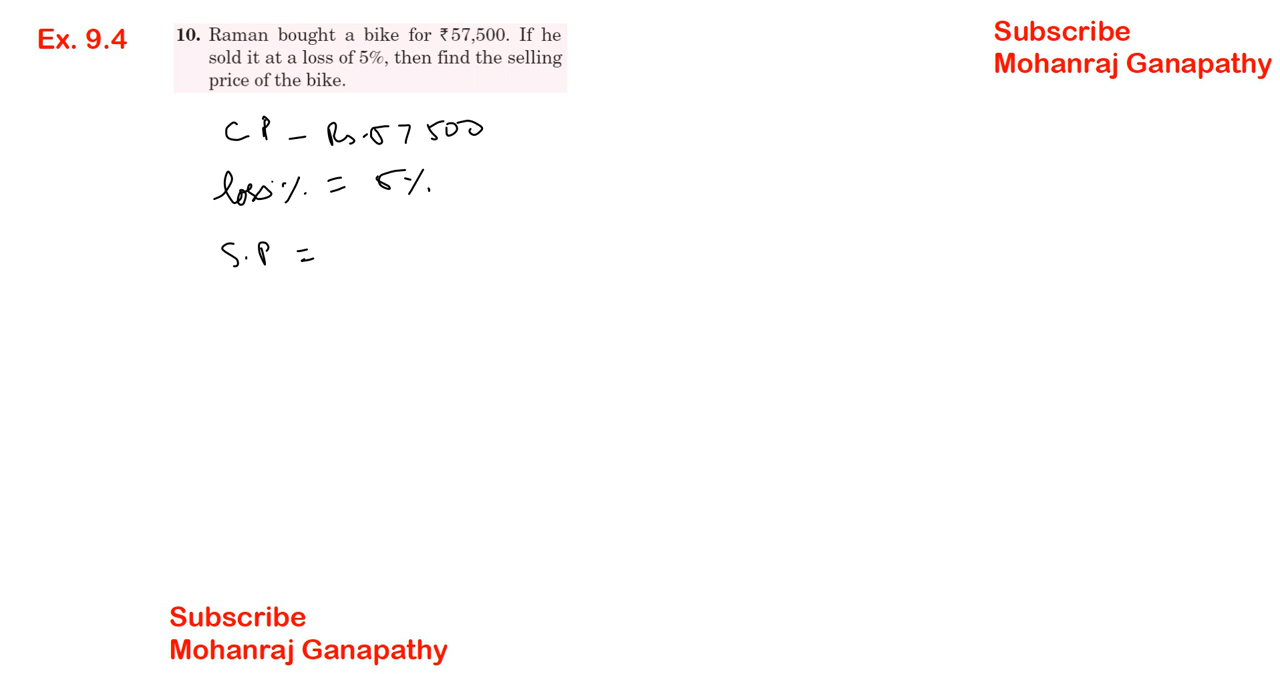 Ex. 9.4
10. Raman bought a bike for ₹57,500. If he
sold it at a loss of 5%, then find the selling
price of the bike.
Subscribe
Mohanraj Ganapathy
CP – Rs. 57500
loss% = 5%
S.P =
Subscribe
Mohanraj Ganapathy